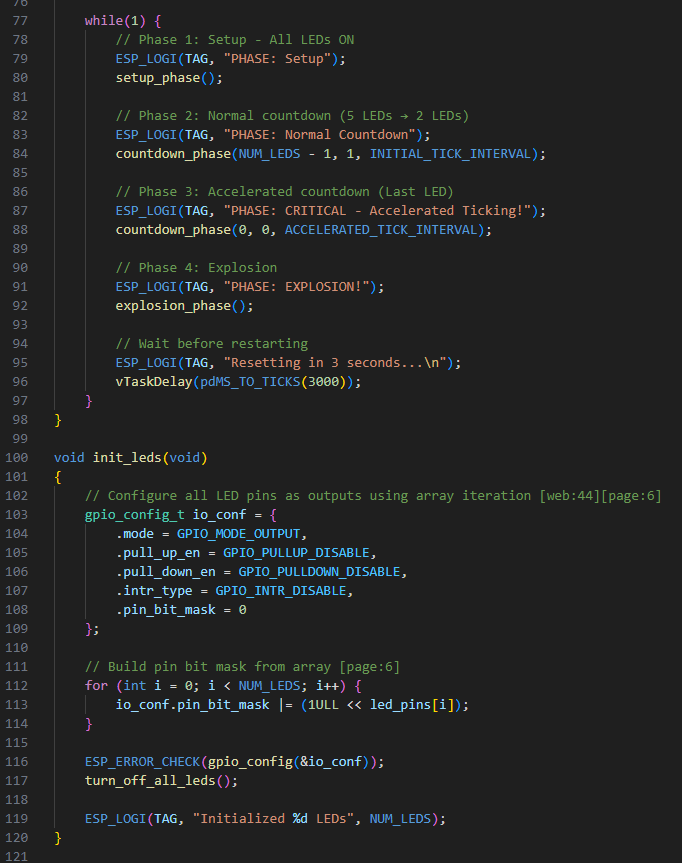 76
77 while(1) {
78 // Phase 1: Setup - All LEDs ON
79 ESP_LOGI(TAG, "PHASE: Setup");
80 setup_phase();
81
82 // Phase 2: Normal countdown (5 LEDs → 2 LEDs)
83 ESP_LOGI(TAG, "PHASE: Normal Countdown");
84 countdown_phase(NUM_LEDS - 1, 1, INITIAL_TICK_INTERVAL);
85
86 // Phase 3: Accelerated countdown (Last LED)
87 ESP_LOGI(TAG, "PHASE: CRITICAL - Accelerated Ticking!");
88 countdown_phase(0, 0, ACCELERATED_TICK_INTERVAL);
89
90 // Phase 4: Explosion
91 ESP_LOGI(TAG, "PHASE: EXPLOSION!");
92 explosion_phase();
93
94 // Wait before restarting
95 ESP_LOGI(TAG, "Resetting in 3 seconds...\n");
96 vTaskDelay(pdMS_TO_TICKS(3000));
97 }
98 }
99
100 void init_leds(void)
101 {
102 // Configure all LED pins as outputs using array iteration [web:44][page:6]
103 gpio_config_t io_conf = {
104 .mode = GPIO_MODE_OUTPUT,
105 .pull_up_en = GPIO_PULLUP_DISABLE,
106 .pull_down_en = GPIO_PULLDOWN_DISABLE,
107 .intr_type = GPIO_INTR_DISABLE,
108 .pin_bit_mask = 0
109 };
110
111 // Build pin bit mask from array [page:6]
112 for (int i = 0; i < NUM_LEDS; i++) {
113 io_conf.pin_bit_mask |= (1ULL << led_pins[i]);
114 }
115
116 ESP_ERROR_CHECK(gpio_config(&io_conf));
117 turn_off_all_leds();
118
119 ESP_LOGI(TAG, "Initialized %d LEDs", NUM_LEDS);
120 }
121